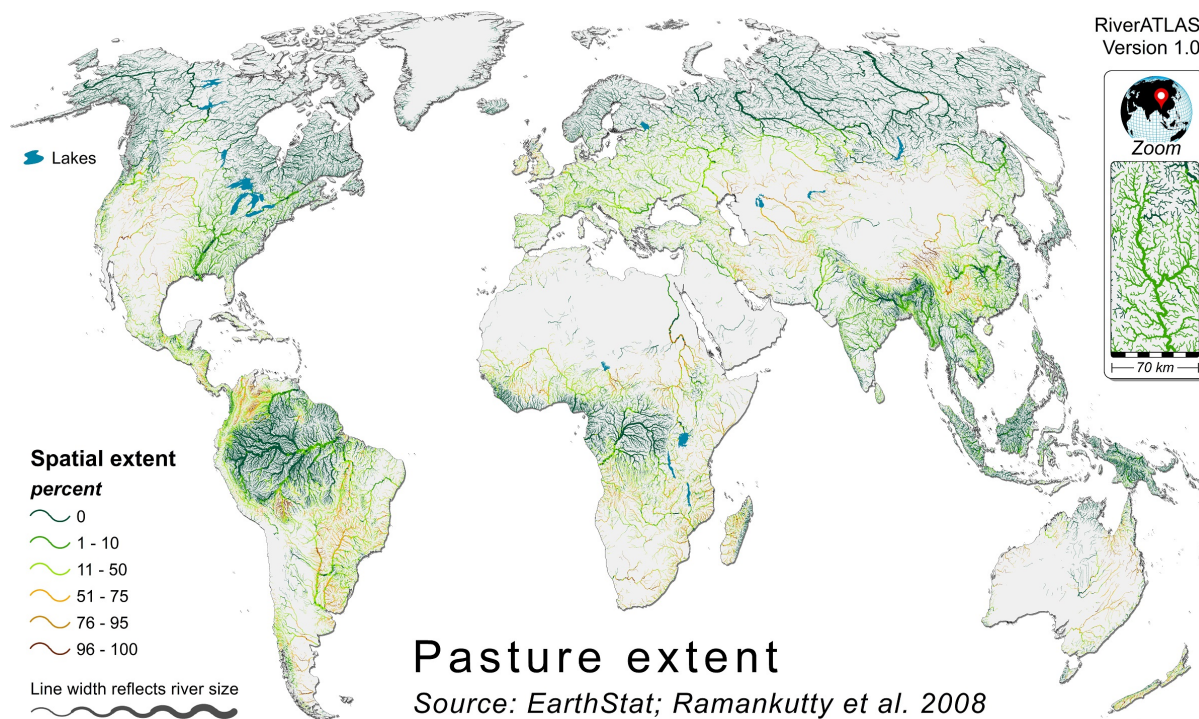 RiverATLAS
Version 1.0
Zoom
70 km
Lakes
Spatial extent
percent
0
1 - 10
11 - 50
51 - 75
76 - 95
96 - 100
Line width reflects river size
Pasture extent
Source: EarthStat; Ramankutty et al. 2008